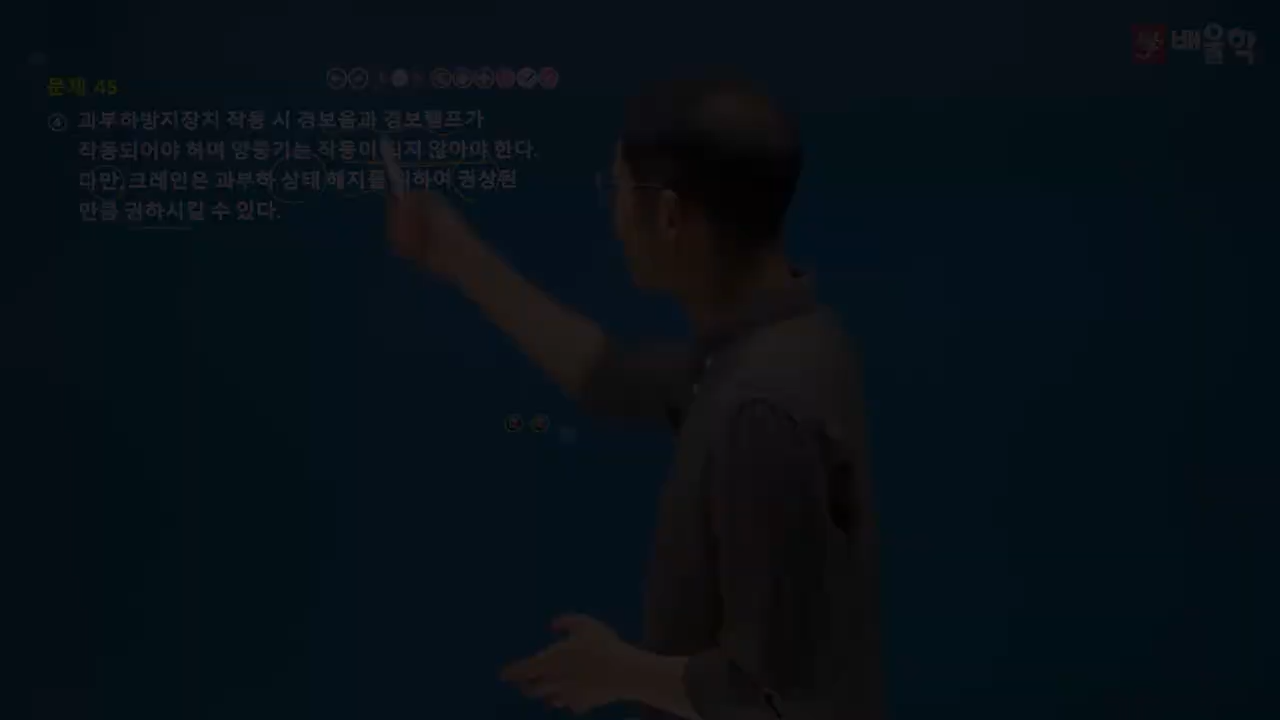 배울학
문제 45
④ 과부하방지장치 작동 시 경보음과 경보램프가
작동되어야 하며 양중기는 작동이 되지 않아야 한다.
다만, 크레인은 과부하 상태 해지를 위하여 권상된
만큼 권하시킬 수 있다.